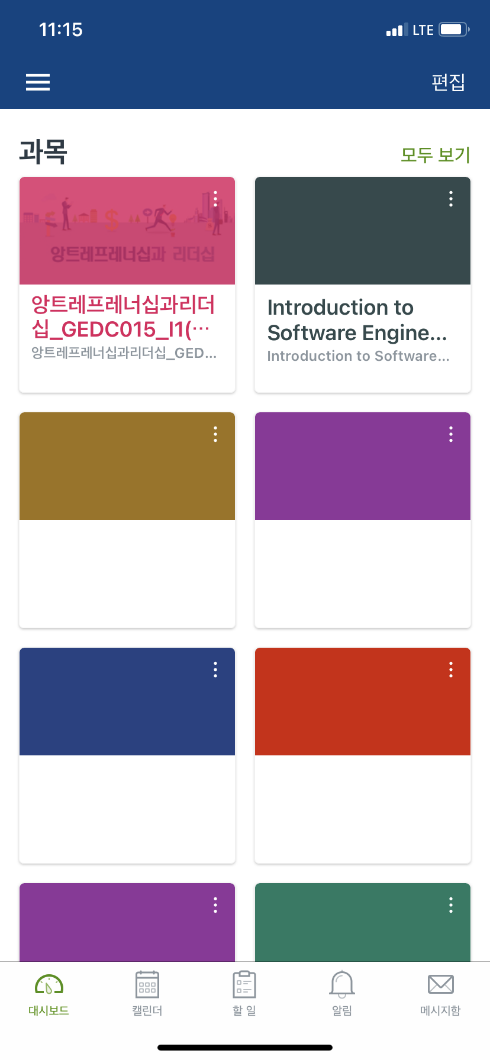 11:15
LTE
편집
과목
모두 보기
앙트레프레너십과 리더십
앙트레프레너십과리더
십_GEDC015_I1(…
앙트레프레너십과리더십_GED...
Introduction to
Software Engine...
Introduction to Software...
대시보드
캘린더
할 일
알림
메시지함